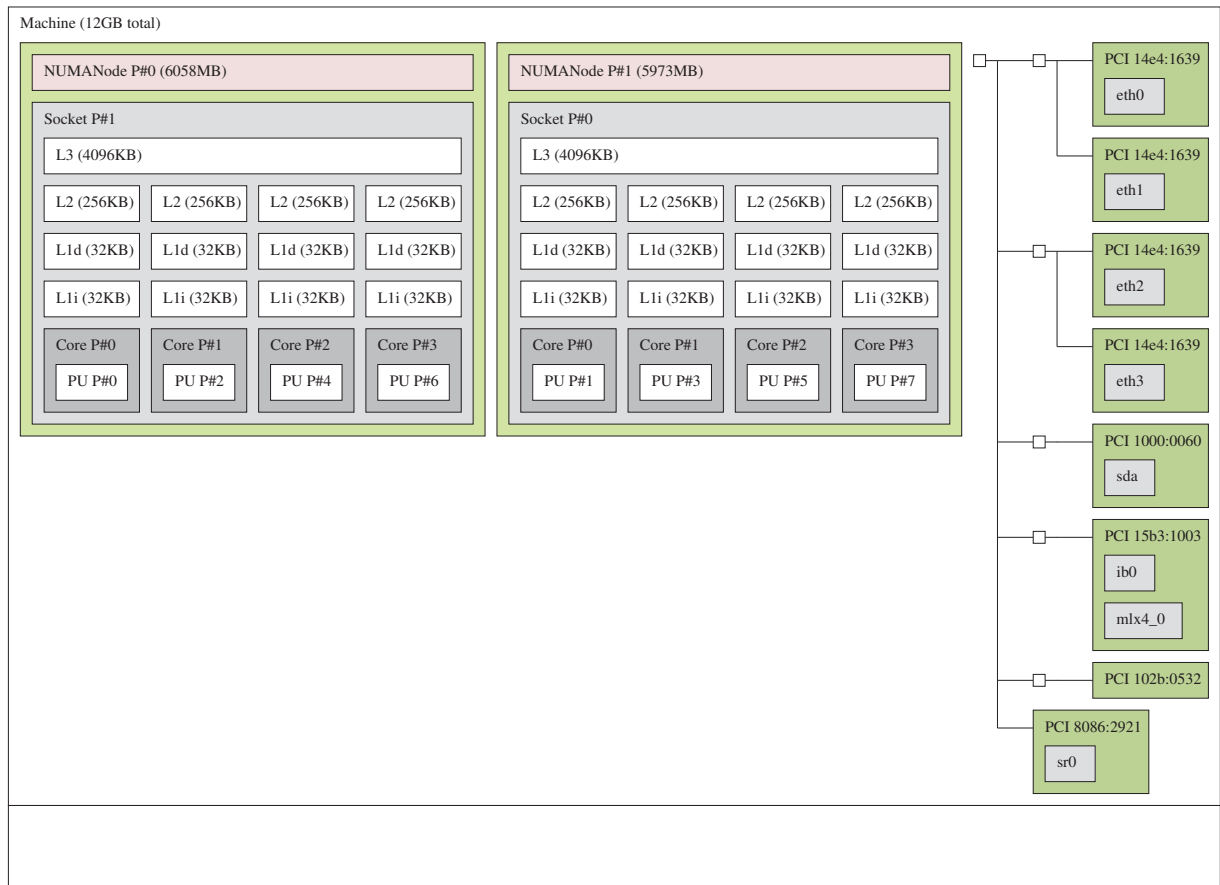 Machine (12GB total)
NUMANode P#0 (6058MB)
Socket P#1
L3 (4096KB)
L2 (256KB) L2 (256KB) L2 (256KB) L2 (256KB)
L1d (32KB) L1d (32KB) L1d (32KB) L1d (32KB)
L1i (32KB) L1i (32KB) L1i (32KB) L1i (32KB)
Core P#0 Core P#1 Core P#2 Core P#3
PU P#0 PU P#2 PU P#4 PU P#6
NUMANode P#1 (5973MB)
Socket P#0
L3 (4096KB)
L2 (256KB) L2 (256KB) L2 (256KB) L2 (256KB)
L1d (32KB) L1d (32KB) L1d (32KB) L1d (32KB)
L1i (32KB) L1i (32KB) L1i (32KB) L1i (32KB)
Core P#0 Core P#1 Core P#2 Core P#3
PU P#1 PU P#3 PU P#5 PU P#7
PCI 14e4:1639
eth0
PCI 14e4:1639
eth1
PCI 14e4:1639
eth2
PCI 14e4:1639
eth3
PCI 1000:0060
sda
PCI 15b3:1003
ib0
mlx4_0
PCI 102b:0532
PCI 8086:2921
sr0